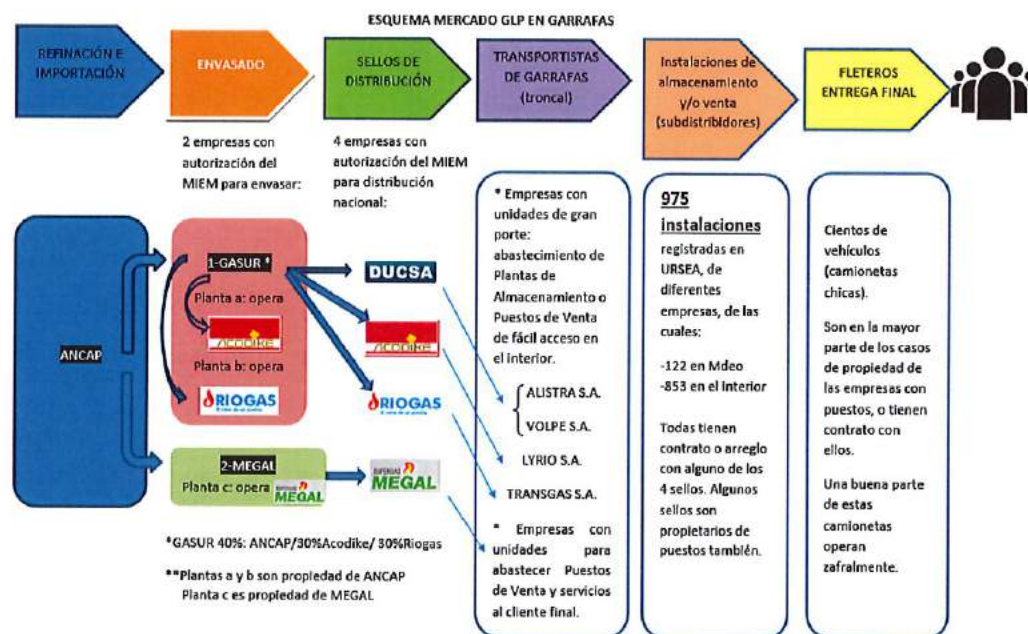 ESQUEMA MERCADO GLP EN GARRAFAS
REFINACIÓN E
IMPORTACIÓN
ENVASADO
SELLOS DE
DISTRIBUCIÓN
TRANSPORTISTAS
DE GARRAFAS
(troncal)
Instalaciones de
almacenamiento
y/o venta
(subdistribidores)
FLETEROS
ENTREGA FINAL
2 empresas con
autorización del
MIEM para envasar:
4 empresas con
autorización del MIEM
para distribución
nacional:
ANCAP
1-GASUR *
Planta a: opera
ACODIKE
Planta b: opera
RIOGAS
2-MEGAL
Planta c: opera
MEGAL
DUCSA
ACODIKE
RIOGAS
MEGAL
*GASUR 40%: ANCAP/30%Acodike/ 30%Riogas
**Plantas a y b son propiedad de ANCAP
Planta c es propiedad de MEGAL
* Empresas con
unidades de gran
porte:
abastecimiento de
Plantas de
Almacenamiento o
Puestos de Venta
de fácil acceso en
el interior.
ALISTRA S.A.
VOLPE S.A.
LYRIO S.A.
TRANSGAS S.A.
* Empresas con
unidades para
abastecer Puestos
de Venta y servicios
al cliente final.
975
instalaciones
registradas en
URSEA, de
diferentes
empresas, de las
cuales:
-122 en Mdeo
-853 en el Interior
Todas tienen
contrato o arreglo
con alguno de los
4 sellos. Algunos
sellos son
propietarios de
puestos también.
Cientos de
vehículos
(camionetas
chicas).
Son en la mayor
parte de los casos
de propiedad de
las empresas con
puestos, o tienen
contrato con
ellos.
Una buena parte
de estas
camionetas
operan
zafralmente.